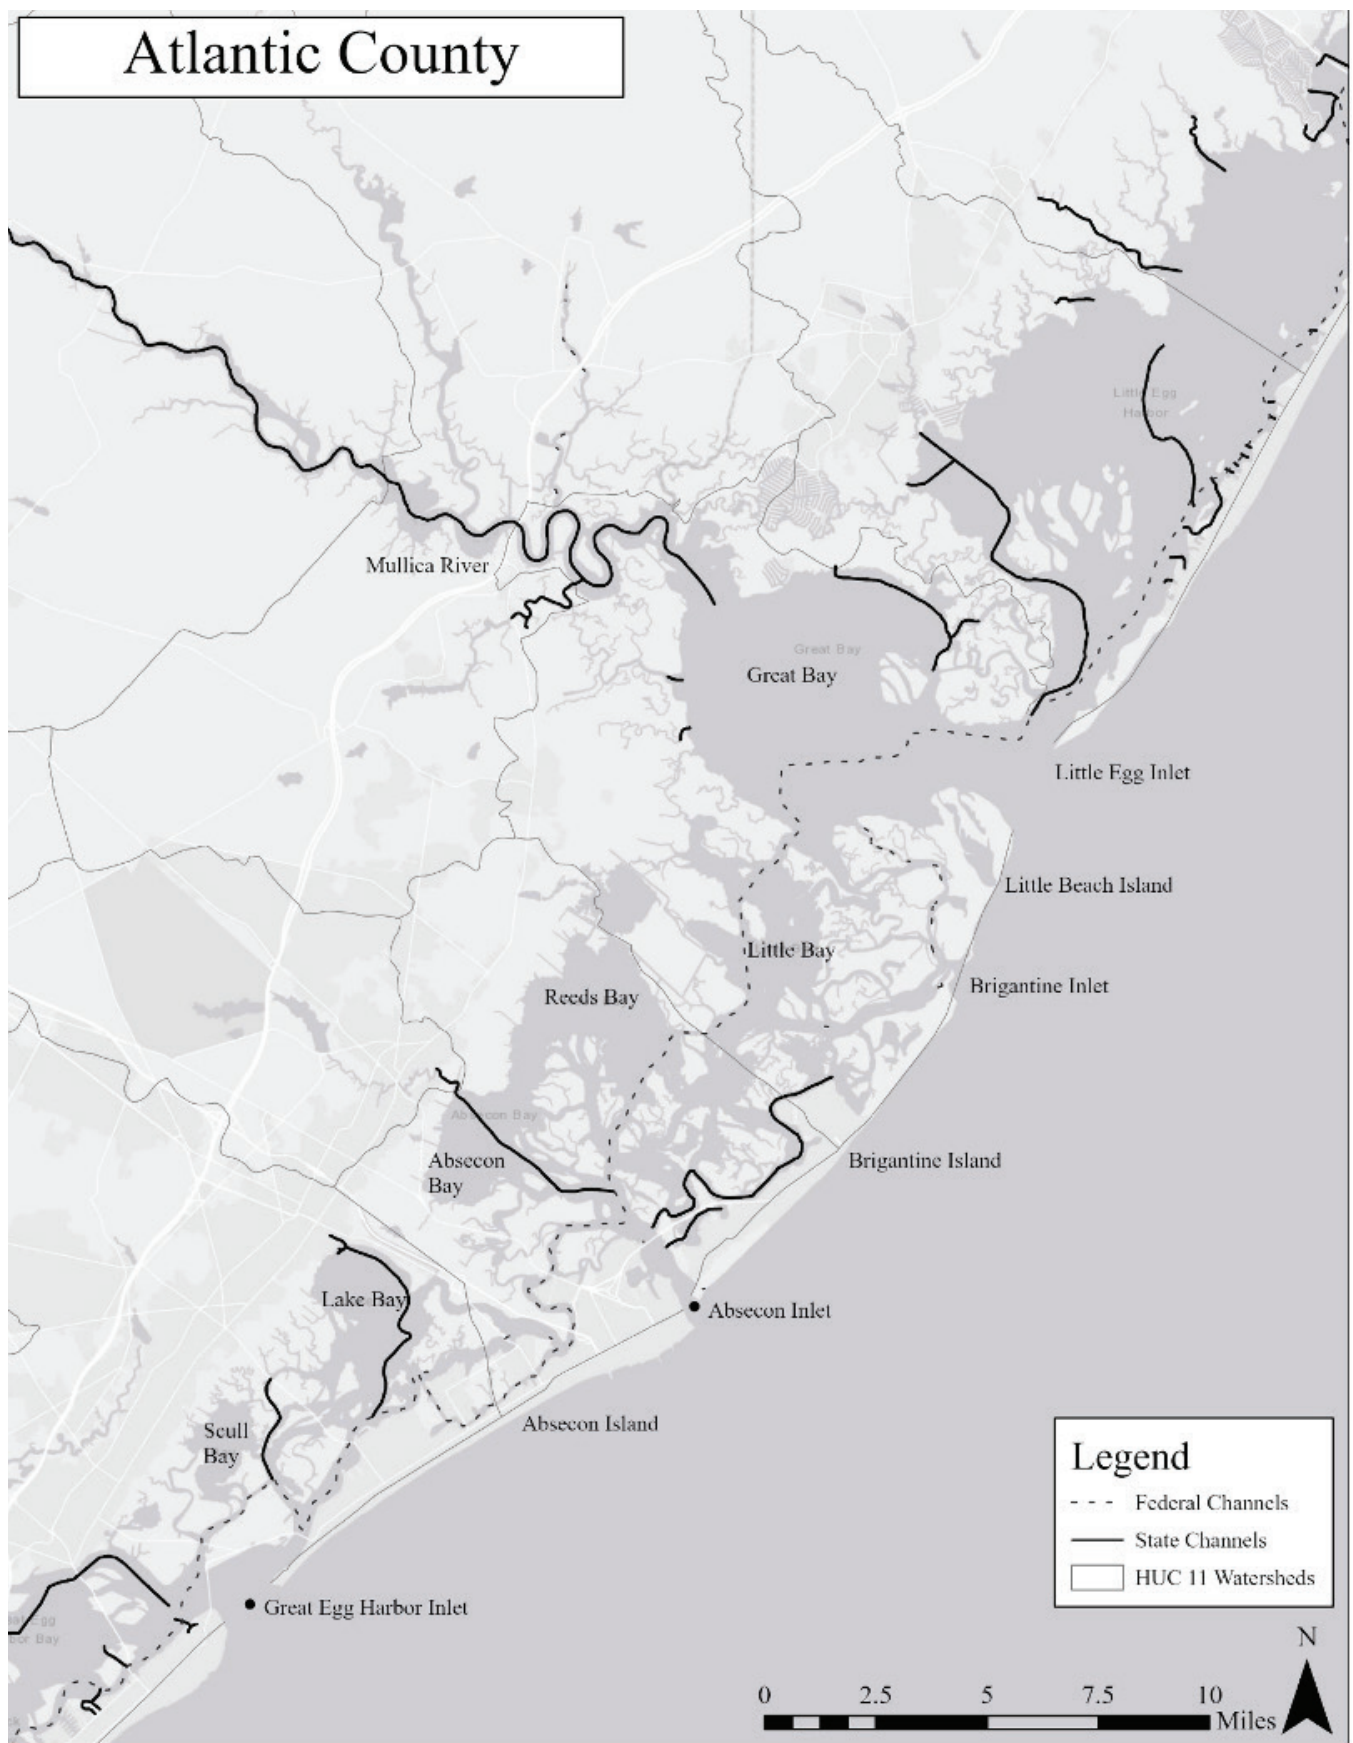 Atlantic County
Little Egg
Harbor
Mullica River
Great Bay
Great Bay
Little Egg Inlet
Little Beach Island
Little Bay
Brigantine Inlet
Reeds Bay
Absecon Bay
Absecon
Bay
Brigantine Island
Lake Bay
Absecon Inlet
Absecon Island
Scull
Bay
Legend
Federal Channels
State Channels
HUC 11 Watersheds
Great Egg Harbor Inlet
Egg
Bay
N
0 2.5 5 7.5 10
Miles